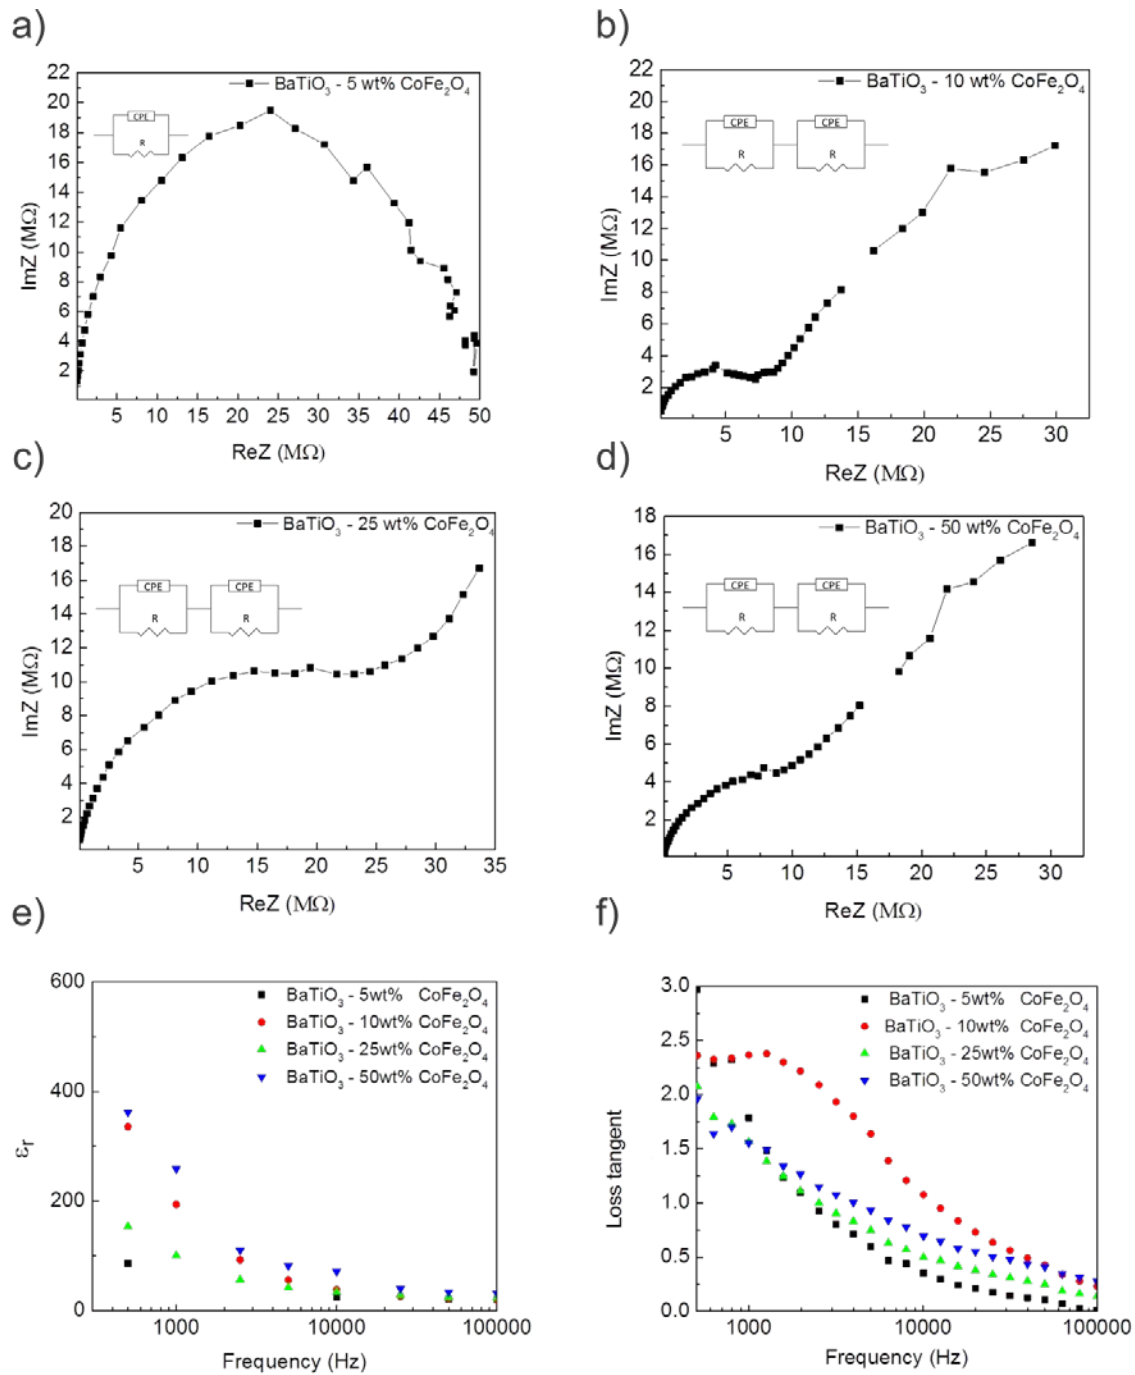 a)
BaTiO₃ - 5 wt% CoFe₂O₄
CPE
R
ImZ (MΩ)
22
20
18
16
14
12
10
8
6
4
2
5 10 15 20 25 30 35 40 45 50
ReZ (MΩ)
b)
BaTiO₃ - 10 wt% CoFe₂O₄
CPE CPE
R R
ImZ (MΩ)
22
20
18
16
14
12
10
8
6
4
2
5 10 15 20 25 30
ReZ (MΩ)
c)
BaTiO₃ - 25 wt% CoFe₂O₄
CPE CPE
R R
ImZ (MΩ)
20
18
16
14
12
10
8
6
4
2
5 10 15 20 25 30 35
ReZ (MΩ)
d)
BaTiO₃ - 50 wt% CoFe₂O₄
CPE CPE
R R
ImZ (MΩ)
18
16
14
12
10
8
6
4
2
5 10 15 20 25 30
ReZ (MΩ)
e)
BaTiO₃ - 5wt% CoFe₂O₄
BaTiO₃ - 10wt% CoFe₂O₄
BaTiO₃ - 25wt% CoFe₂O₄
BaTiO₃ - 50wt% CoFe₂O₄
εr
600
400
200
0
1000 10000 100000
Frequency (Hz)
f)
BaTiO₃ - 5wt% CoFe₂O₄
BaTiO₃ - 10wt% CoFe₂O₄
BaTiO₃ - 25wt% CoFe₂O₄
BaTiO₃ - 50wt% CoFe₂O₄
Loss tangent
3.0
2.5
2.0
1.5
1.0
0.5
0.0
1000 10000 100000
Frequency (Hz)